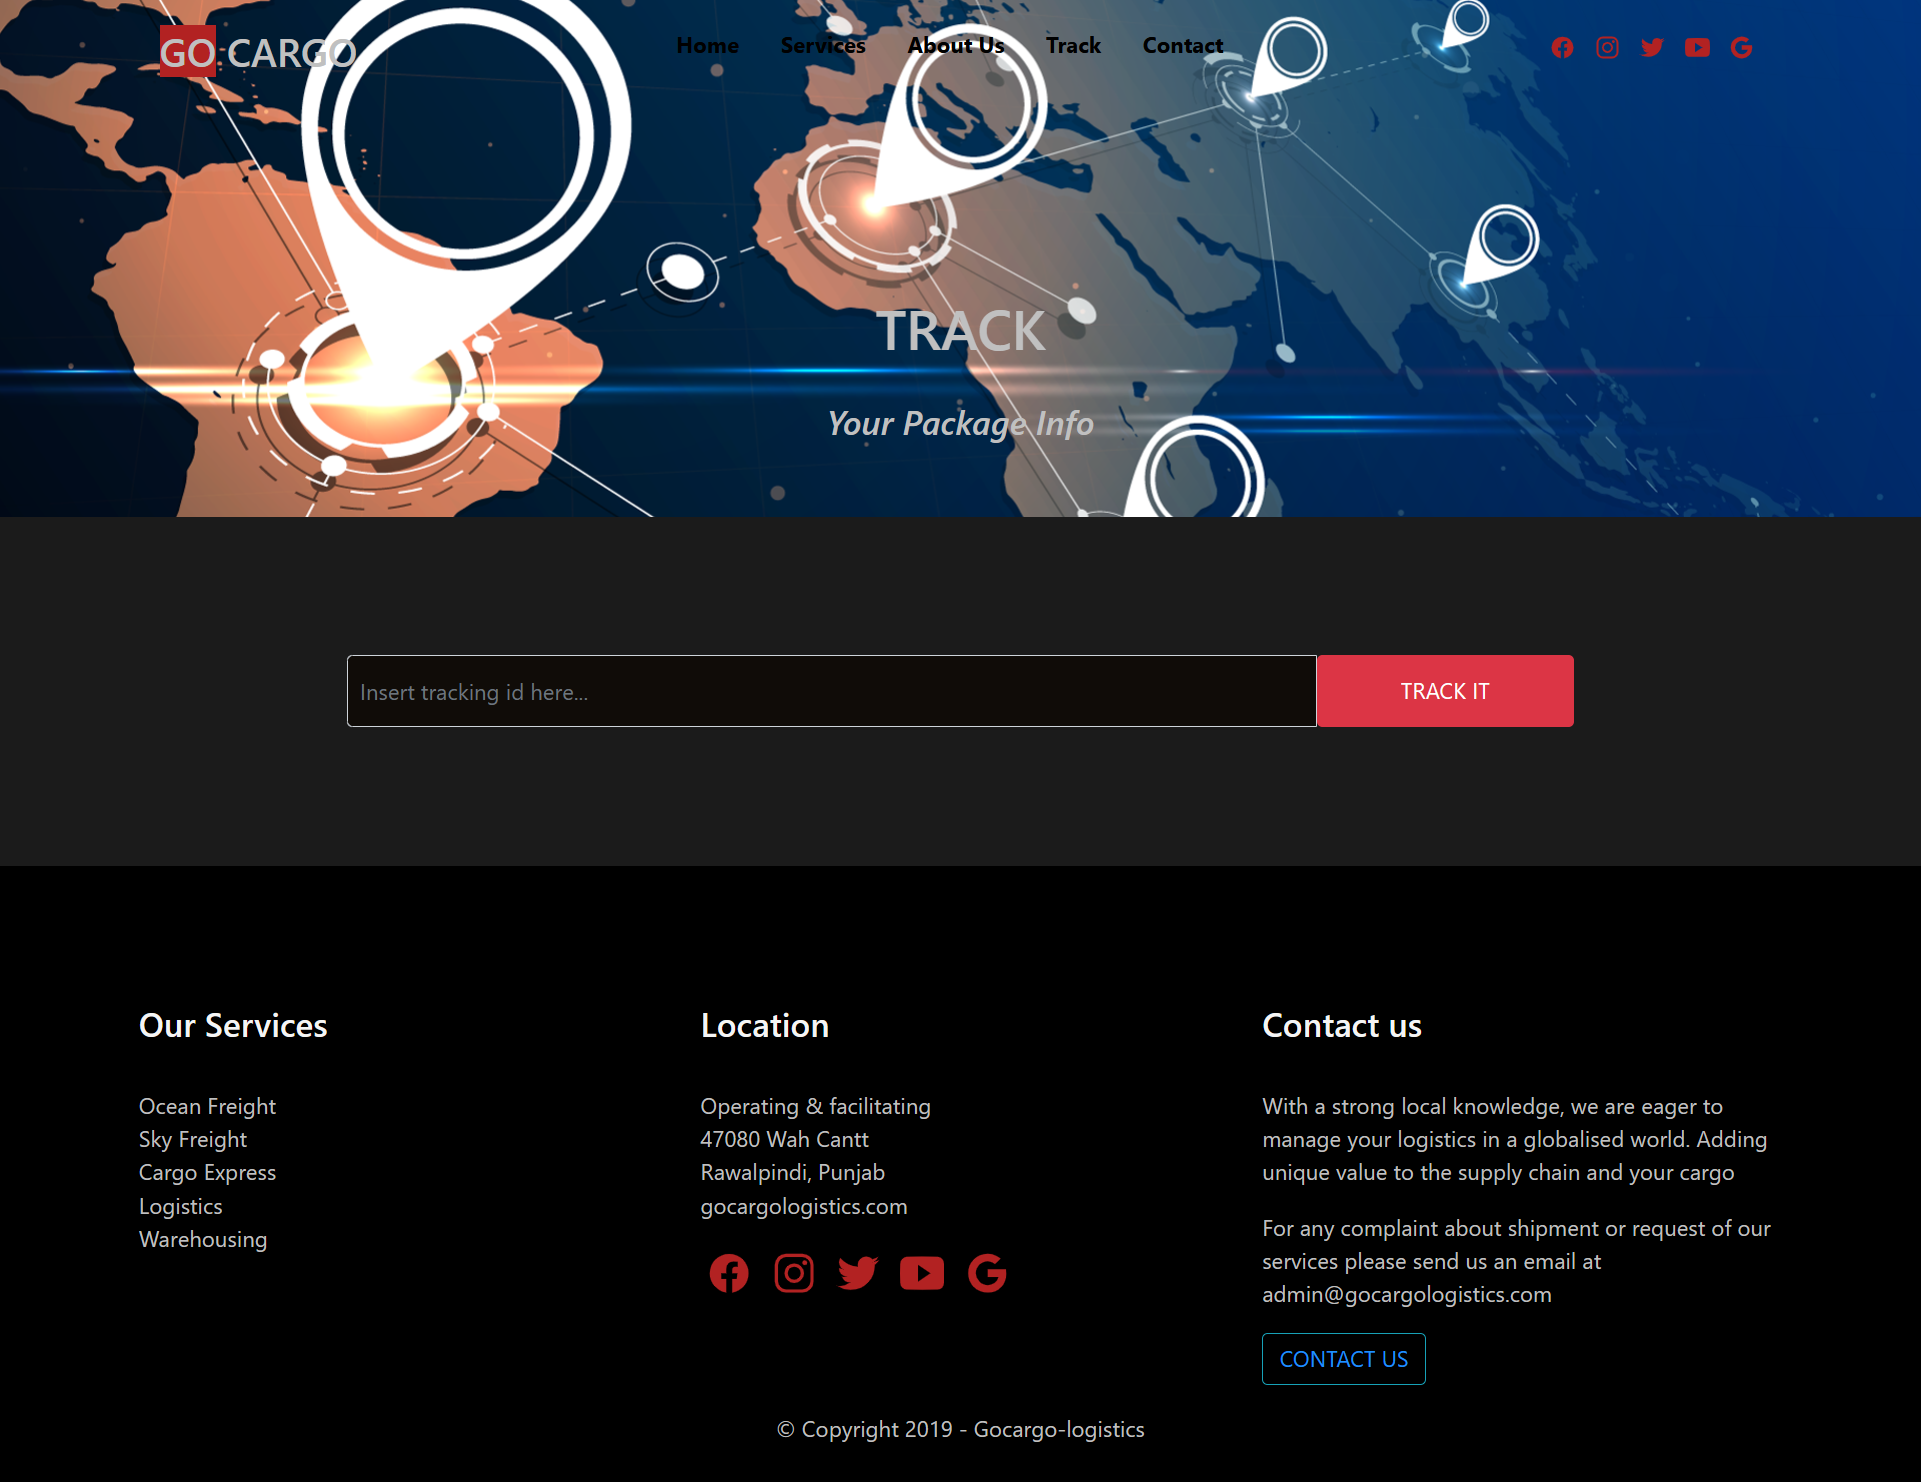 GO CARGO
Home Services About Us Track Contact
TRACK
Your Package Info
Insert tracking id here...
TRACK IT
Our Services
Ocean Freight
Sky Freight
Cargo Express
Logistics
Warehousing
Location
Operating & facilitating
47080 Wah Cantt
Rawalpindi, Punjab
gocargologistics.com
Contact us
With a strong local knowledge, we are eager to
manage your logistics in a globalised world. Adding
unique value to the supply chain and your cargo
For any complaint about shipment or request of our
services please send us an email at
admin@gocargologistics.com
CONTACT US
© Copyright 2019 - Gocargo-logistics